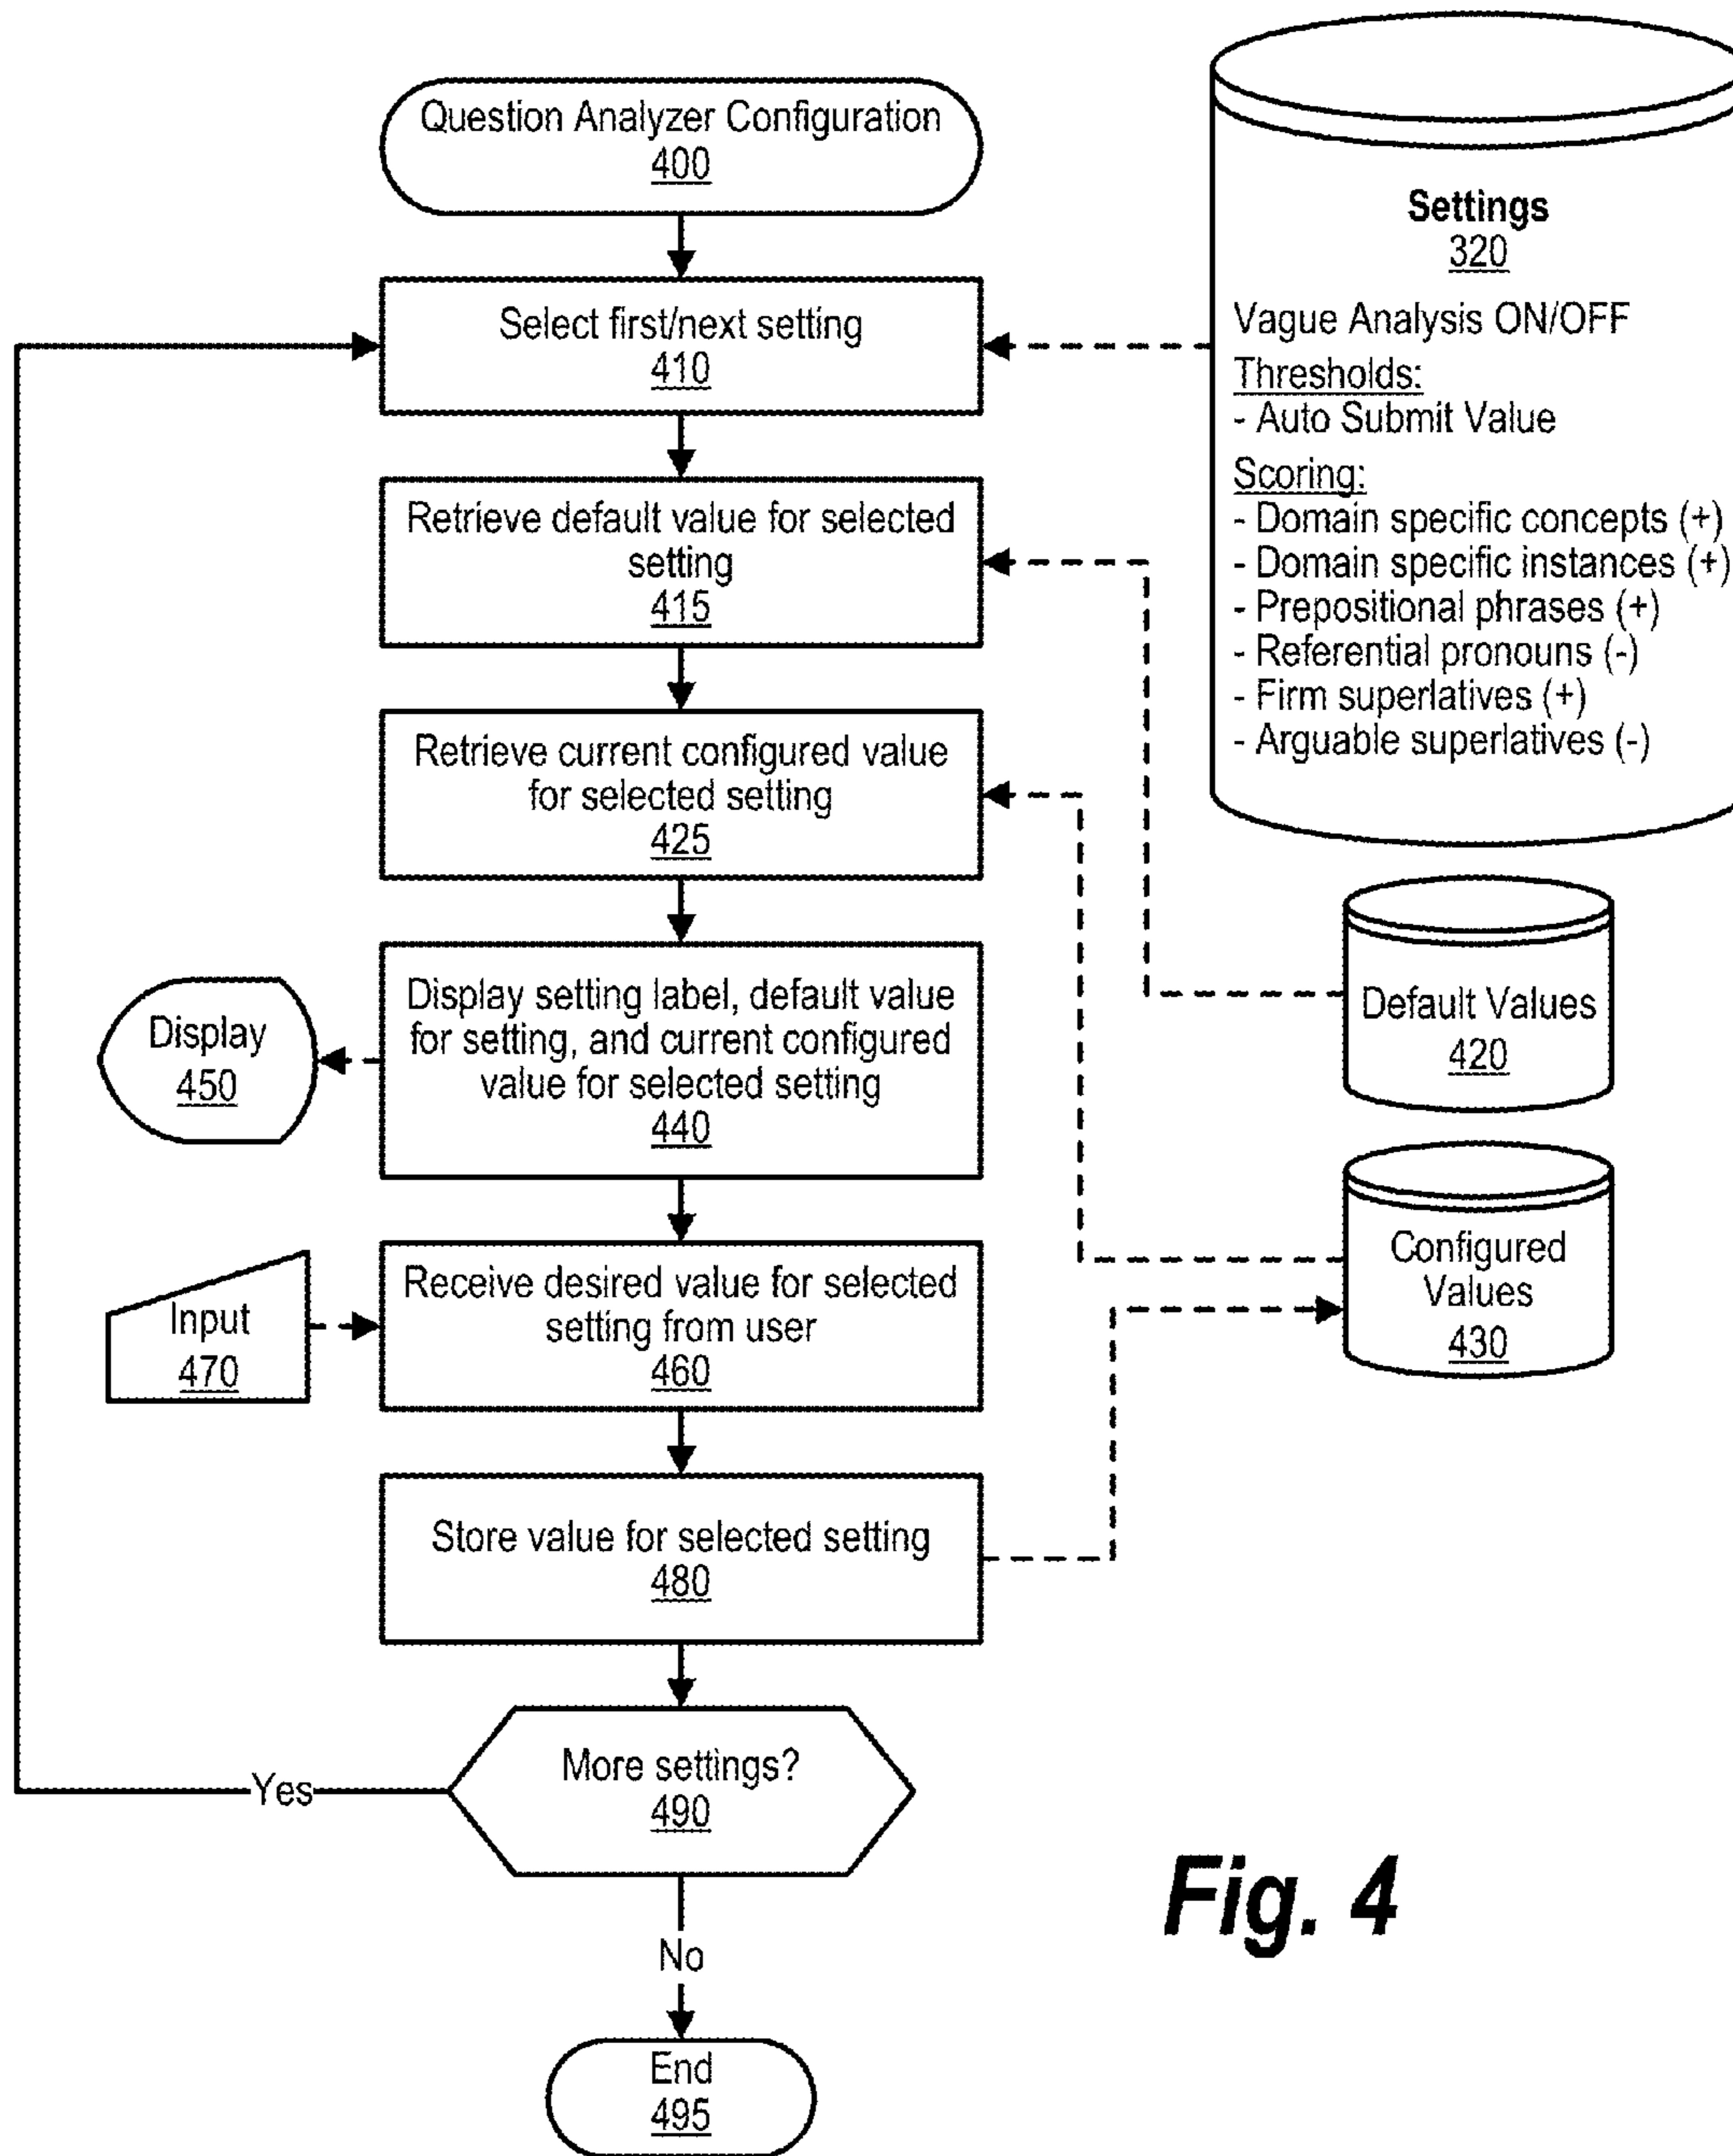 Question Analyzer Configuration
400
Select first/next setting
410
Retrieve default value for selected
setting
415
Retrieve current configured value
for selected setting
425
Display setting label, default value
for setting, and current configured
value for selected setting
440
Display
450
Receive desired value for selected
setting from user
460
Input
470
Store value for selected setting
480
More settings?
490
Yes
No
End
495
Settings
320
Vague Analysis ON/OFF
Thresholds:
- Auto Submit Value
Scoring:
- Domain specific concepts (+)
- Domain specific instances (+)
- Prepositional phrases (+)
- Referential pronouns (-)
- Firm superlatives (+)
- Arguable superlatives (-)
Default Values
420
Configured
Values
430
Fig. 4